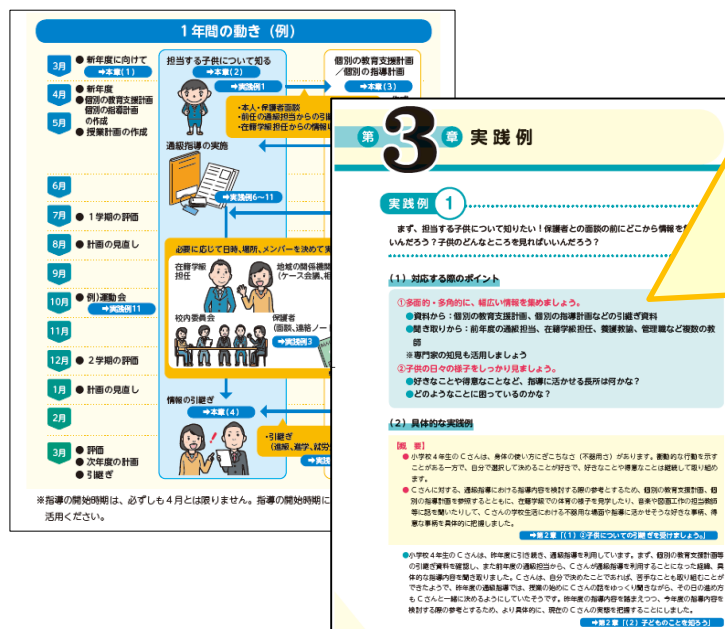 1年間の動き（例）
3月
●新年度に向けて
➡本章(1)
4月
●新年度
●個別の教育支援計画
個別の指導計画
の作成
5月
●授業計画の作成
6月
7月
●1学期の評価
8月
●計画の見直し
9月
10月
●例)運動会
➡実践例11
11月
12月
●2学期の評価
1月
●計画の見直し
2月
3月
●評価
●次年度の計画
●引継ぎ
担当する子供について知る
➡本章(2)
➡実践例1
個別の教育支援計画
／個別の指導計画
➡本章(3)
・本人・保護者面談
・前任の通級担当からの引継
・在籍学級担任からの情報
通級指導の実施
➡実践例6～11
必要に応じて日時、場所、メンバーを決めて実
在籍学級
担任
地域の関係機関
(ケース会議、相
校内委員会
保護者
(面談、連絡ノー
➡実践例3
情報の引継ぎ
➡本章(4)
・引継ぎ
(進級、進学、就労
➡実践
※指導の開始時期は、必ずしも4月とは限りません。指導の開始時期に
活用ください。
第3章 実践例
実践例 1
まず、担当する子供について知りたい！保護者との面談の前にどこから情報を
いんだろう？子供のどんなところを見ればいいんだろう？
(1) 対応する際のポイント
①多面的・多角的に、幅広い情報を集めましょう。
●資料から：個別の教育支援計画、個別の指導計画などの引継ぎ資料
●聞き取りから：前年度の通級担当、在籍学級担任、養護教諭、管理職など複数の教
師
※専門家の知見も活用しましょう
②子供の日々の様子をしっかり見ましょう。
●好きなことや得意なことなど、指導に活かせる長所は何かな？
●どのようなことに困っているのかな？
(2) 具体的な実践例
【概 要】
●小学校4年生のCさんは、身体の使い方にぎこちなさ（不器用さ）があります。衝動的な行動を示す
ことがある一方で、自分で選択して決めることが好きで、好きなことや得意なことは継続して取り組め
ます。
●Cさんに対する、通級指導における指導内容を検討する際の参考とするため、個別の教育支援計画、個
別の指導計画を参照するとともに、在籍学級での体育の様子を見学したり、音楽や図画工作の担当教師
等に話を聞いたりして、Cさんの学校生活における不器用な場面や指導に活かせそうな好きな事柄、得
意な事柄を具体的に把握しました。
➡第2章「(1) ②子供についての引継ぎを受けましょう。」
●小学校4年生のCさんは、昨年度に引き続き、通級指導を利用しています。まず、個別の教育支援計画等
の引継ぎ資料を確認し、また前年度の通級担当から、Cさんが通級指導を利用することになった経緯、具
体的な指導内容を聞き取りました。Cさんは、自分で決めたことであれば、苦手なことも取り組むことが
できたようで、昨年度の通級指導では、授業の始めにCさんの話をゆっくり聞きながら、その日の進め方
もCさんと一緒に決めるようにしていたそうです。昨年度の指導内容を踏まえつつ、今年度の指導内容を
検討する際の参考とするため、より具体的に、現在のCさんの実態を把握することにしました。
➡第2章「(2) 子どものことを知ろう」